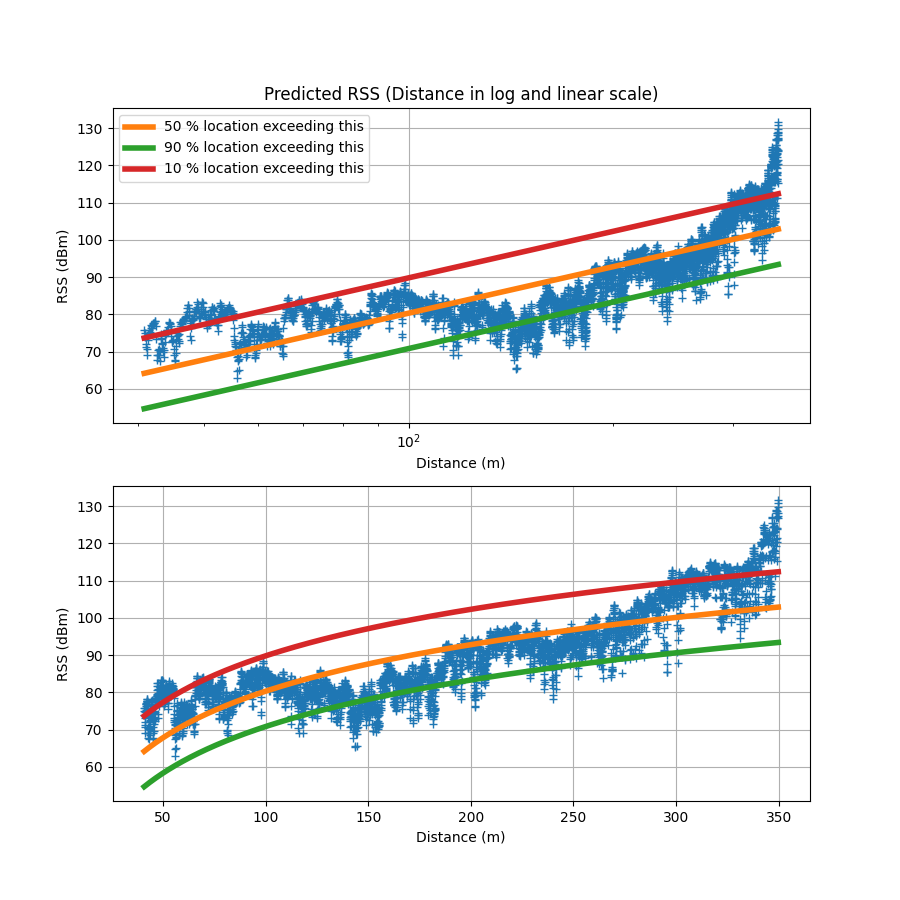 Predicted RSS (Distance in log and linear scale)
50 % location exceeding this
90 % location exceeding this
10 % location exceeding this
130
120
110
100
90
80
70
60
RSS (dBm)
10²
Distance (m)
130
120
110
100
90
80
70
60
RSS (dBm)
50 100 150 200 250 300 350
Distance (m)